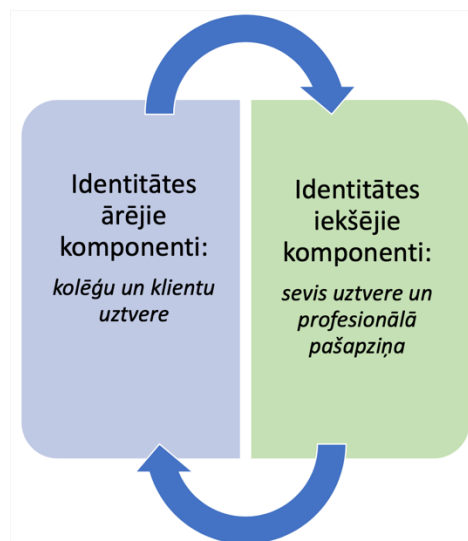 Identitātes
ārējie
komponenti:
kolēģu un klientu
uztvere
Identitātes
iekšējie
komponenti:
sevis uztvere un
profesionālā
pašapziņa